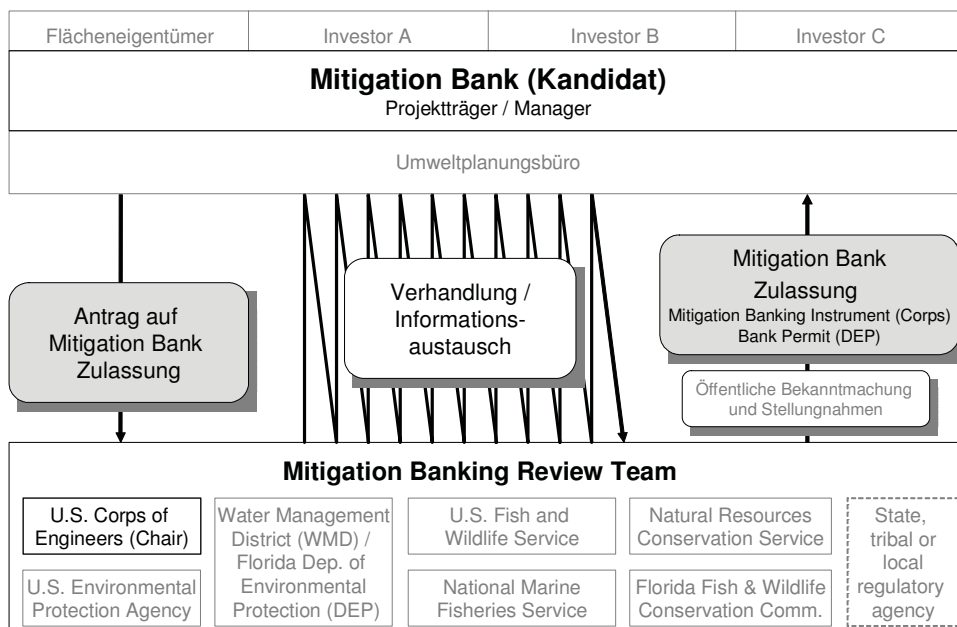 Flächeneigentümer
Investor A
Investor B
Investor C
Mitigation Bank (Kandidat)
Projektträger / Manager
Umweltplanungsbüro
Antrag auf
Mitigation Bank
Zulassung
Verhandlung /
Informations-
austausch
Mitigation Bank
Zulassung
Mitigation Banking Instrument (Corps)
Bank Permit (DEP)
Öffentliche Bekanntmachung
und Stellungnahmen
Mitigation Banking Review Team
U.S. Corps of
Engineers (Chair)
U.S. Environmental
Protection Agency
Water Management
District (WMD) /
Florida Dep. of
Environmental
Protection (DEP)
U.S. Fish and
Wildlife Service
National Marine
Fisheries Service
Natural Resources
Conservation Service
Florida Fish & Wildlife
Conservation Comm.
State,
tribal or
local
regulatory
agency